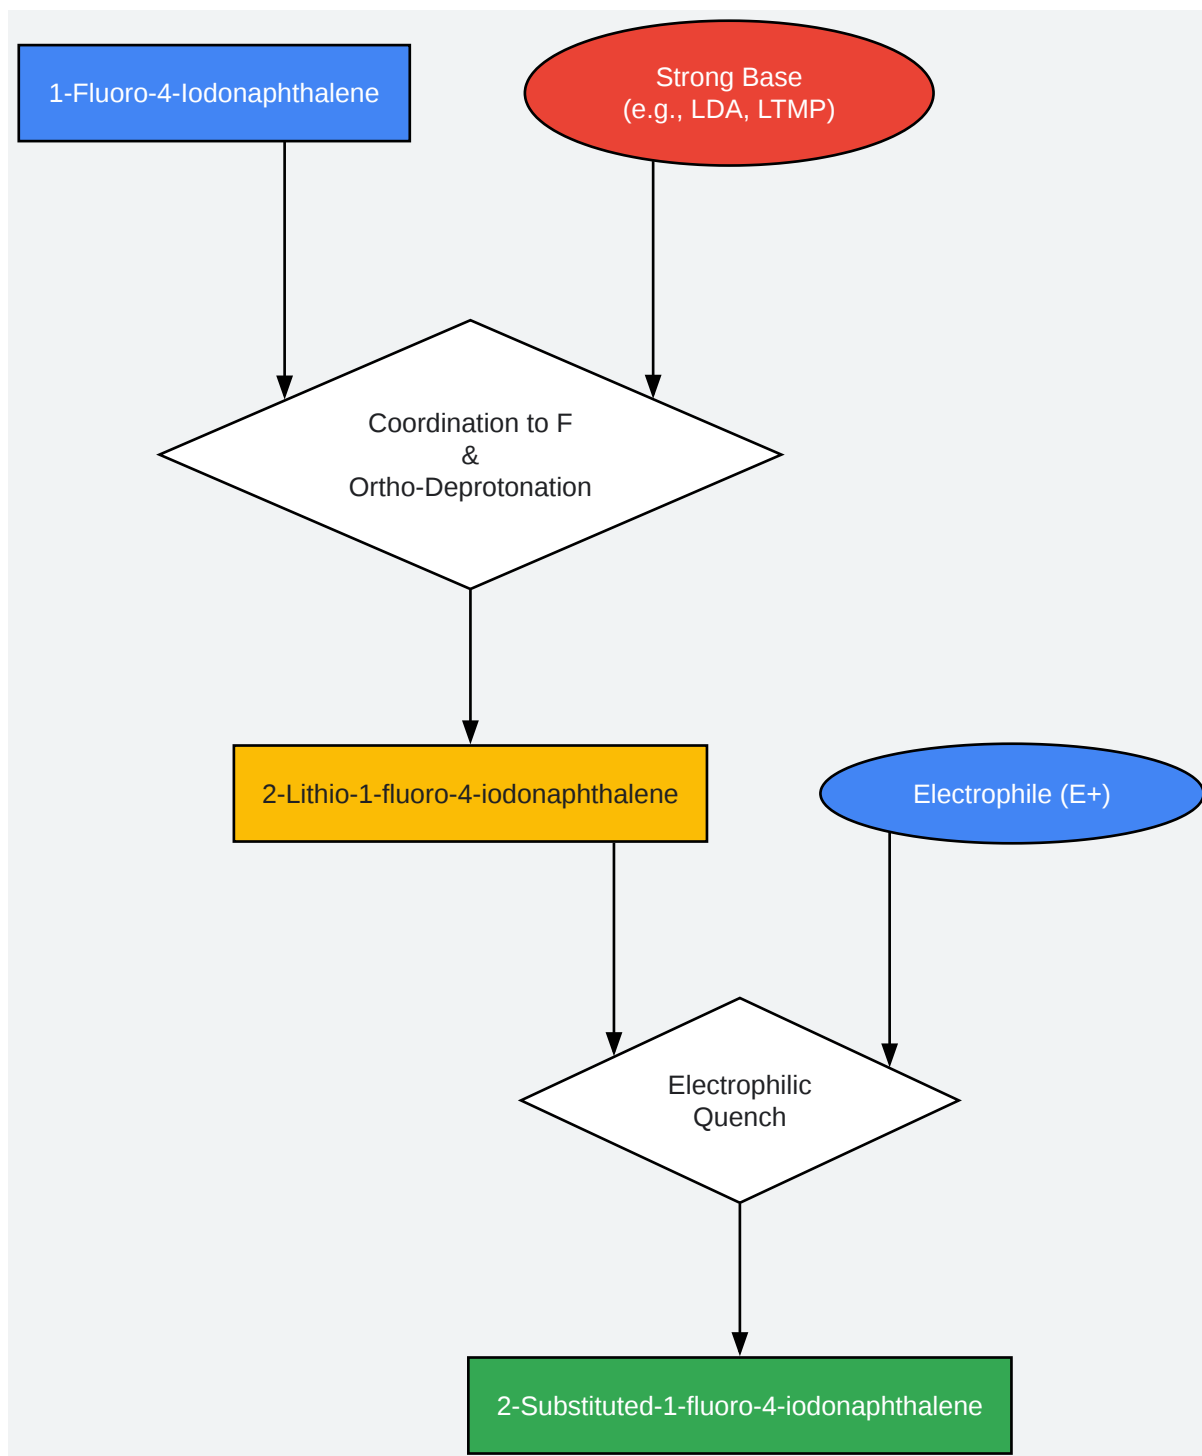 1-Fluoro-4-Iodonaphthalene
Strong Base
(e.g., LDA, LTMP)
Coordination to F
&
Ortho-Deprotonation
2-Lithio-1-fluoro-4-iodonaphthalene
Electrophile (E+)
Electrophilic
Quench
2-Substituted-1-fluoro-4-iodonaphthalene